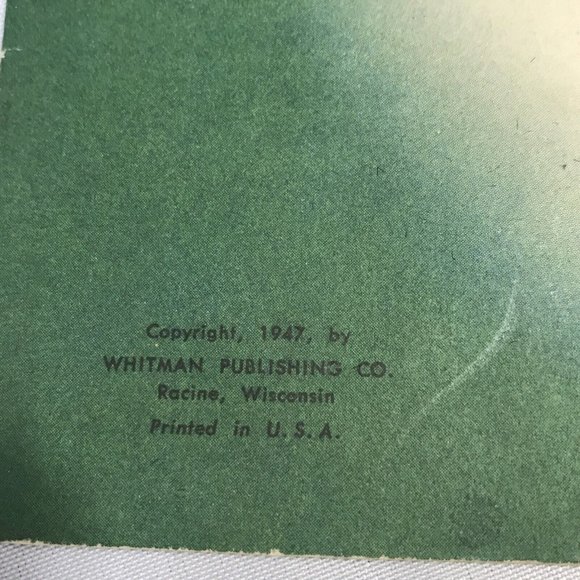 Copyright, 1947, by
WHITMAN PUBLISHING CO.
Racine, Wisconsin
Printed in U. S. A.